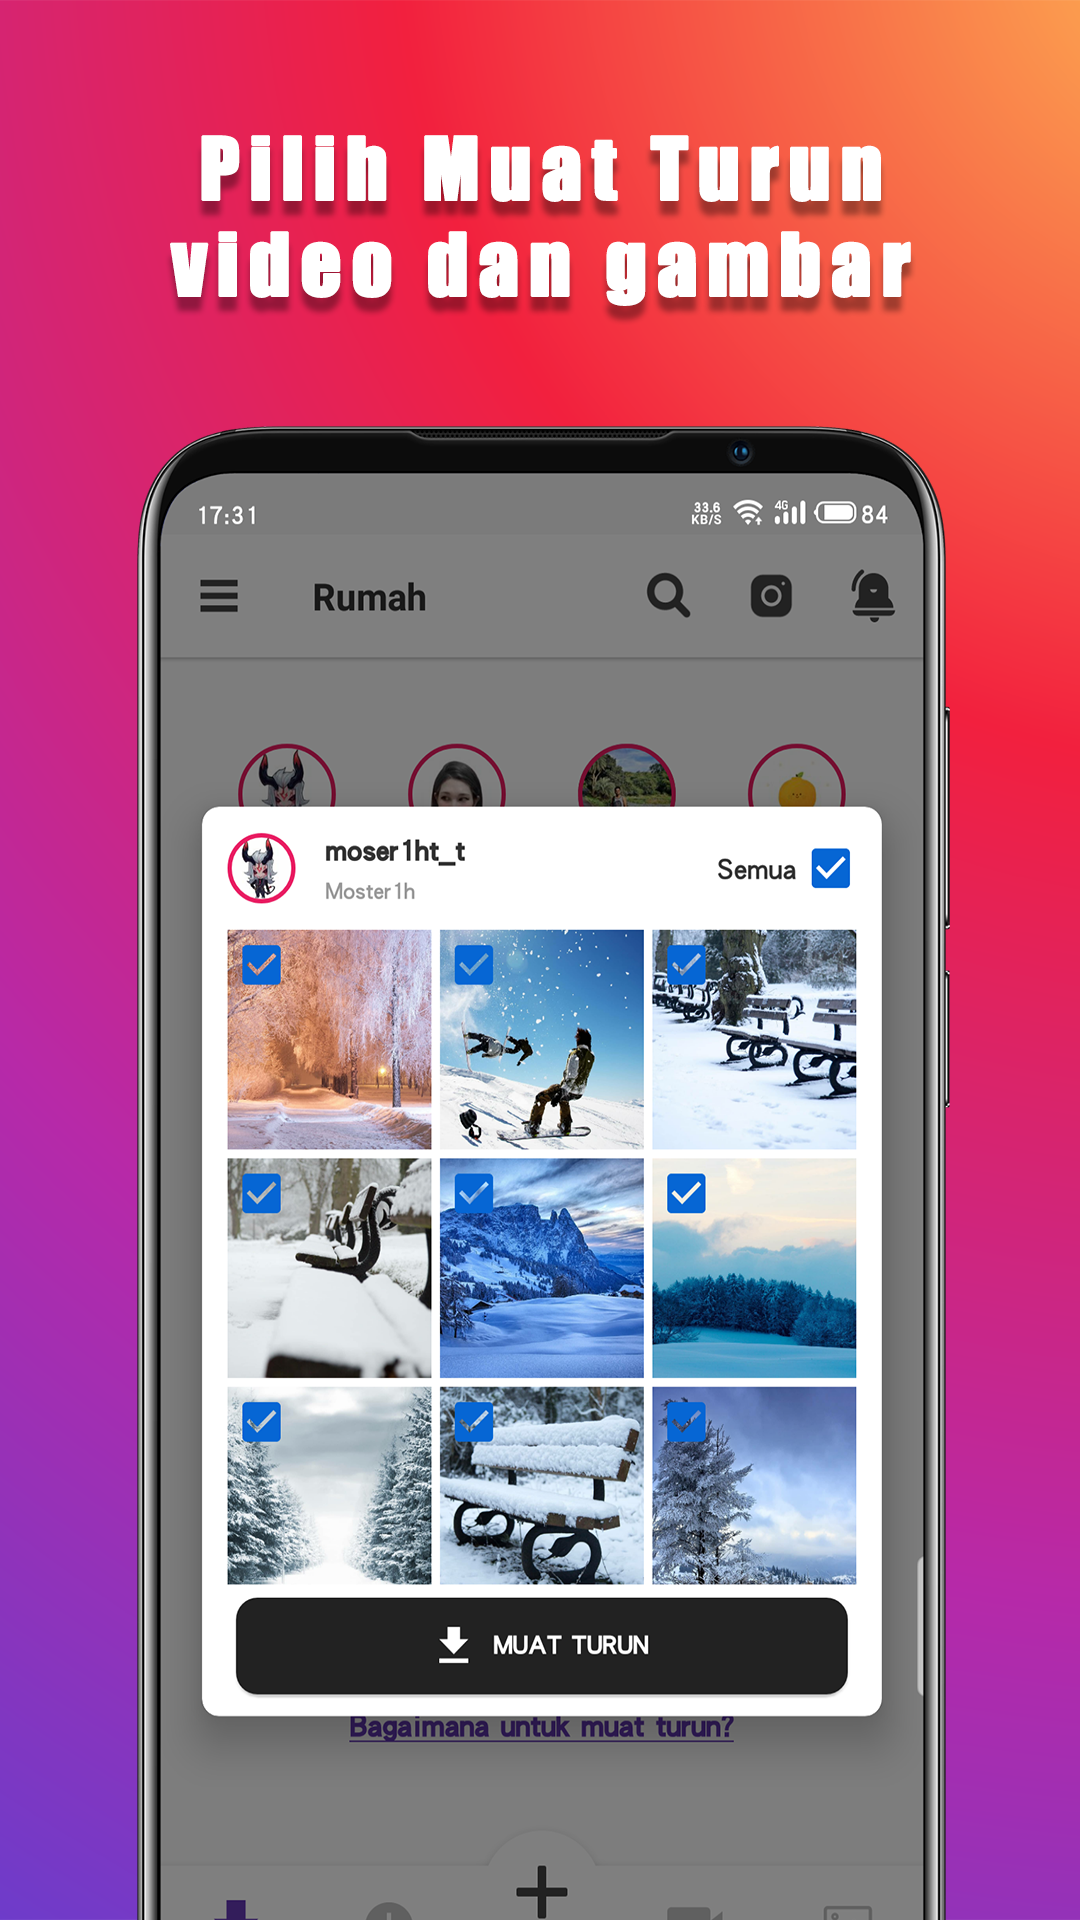 Pilih Muat Turun
video dan gambar
17:31
33.6
KB/S
4G
84
Rumah
moser1ht_t
Moster1h
Semua
MUAT TURUN
Bagaimana untuk muat turun?